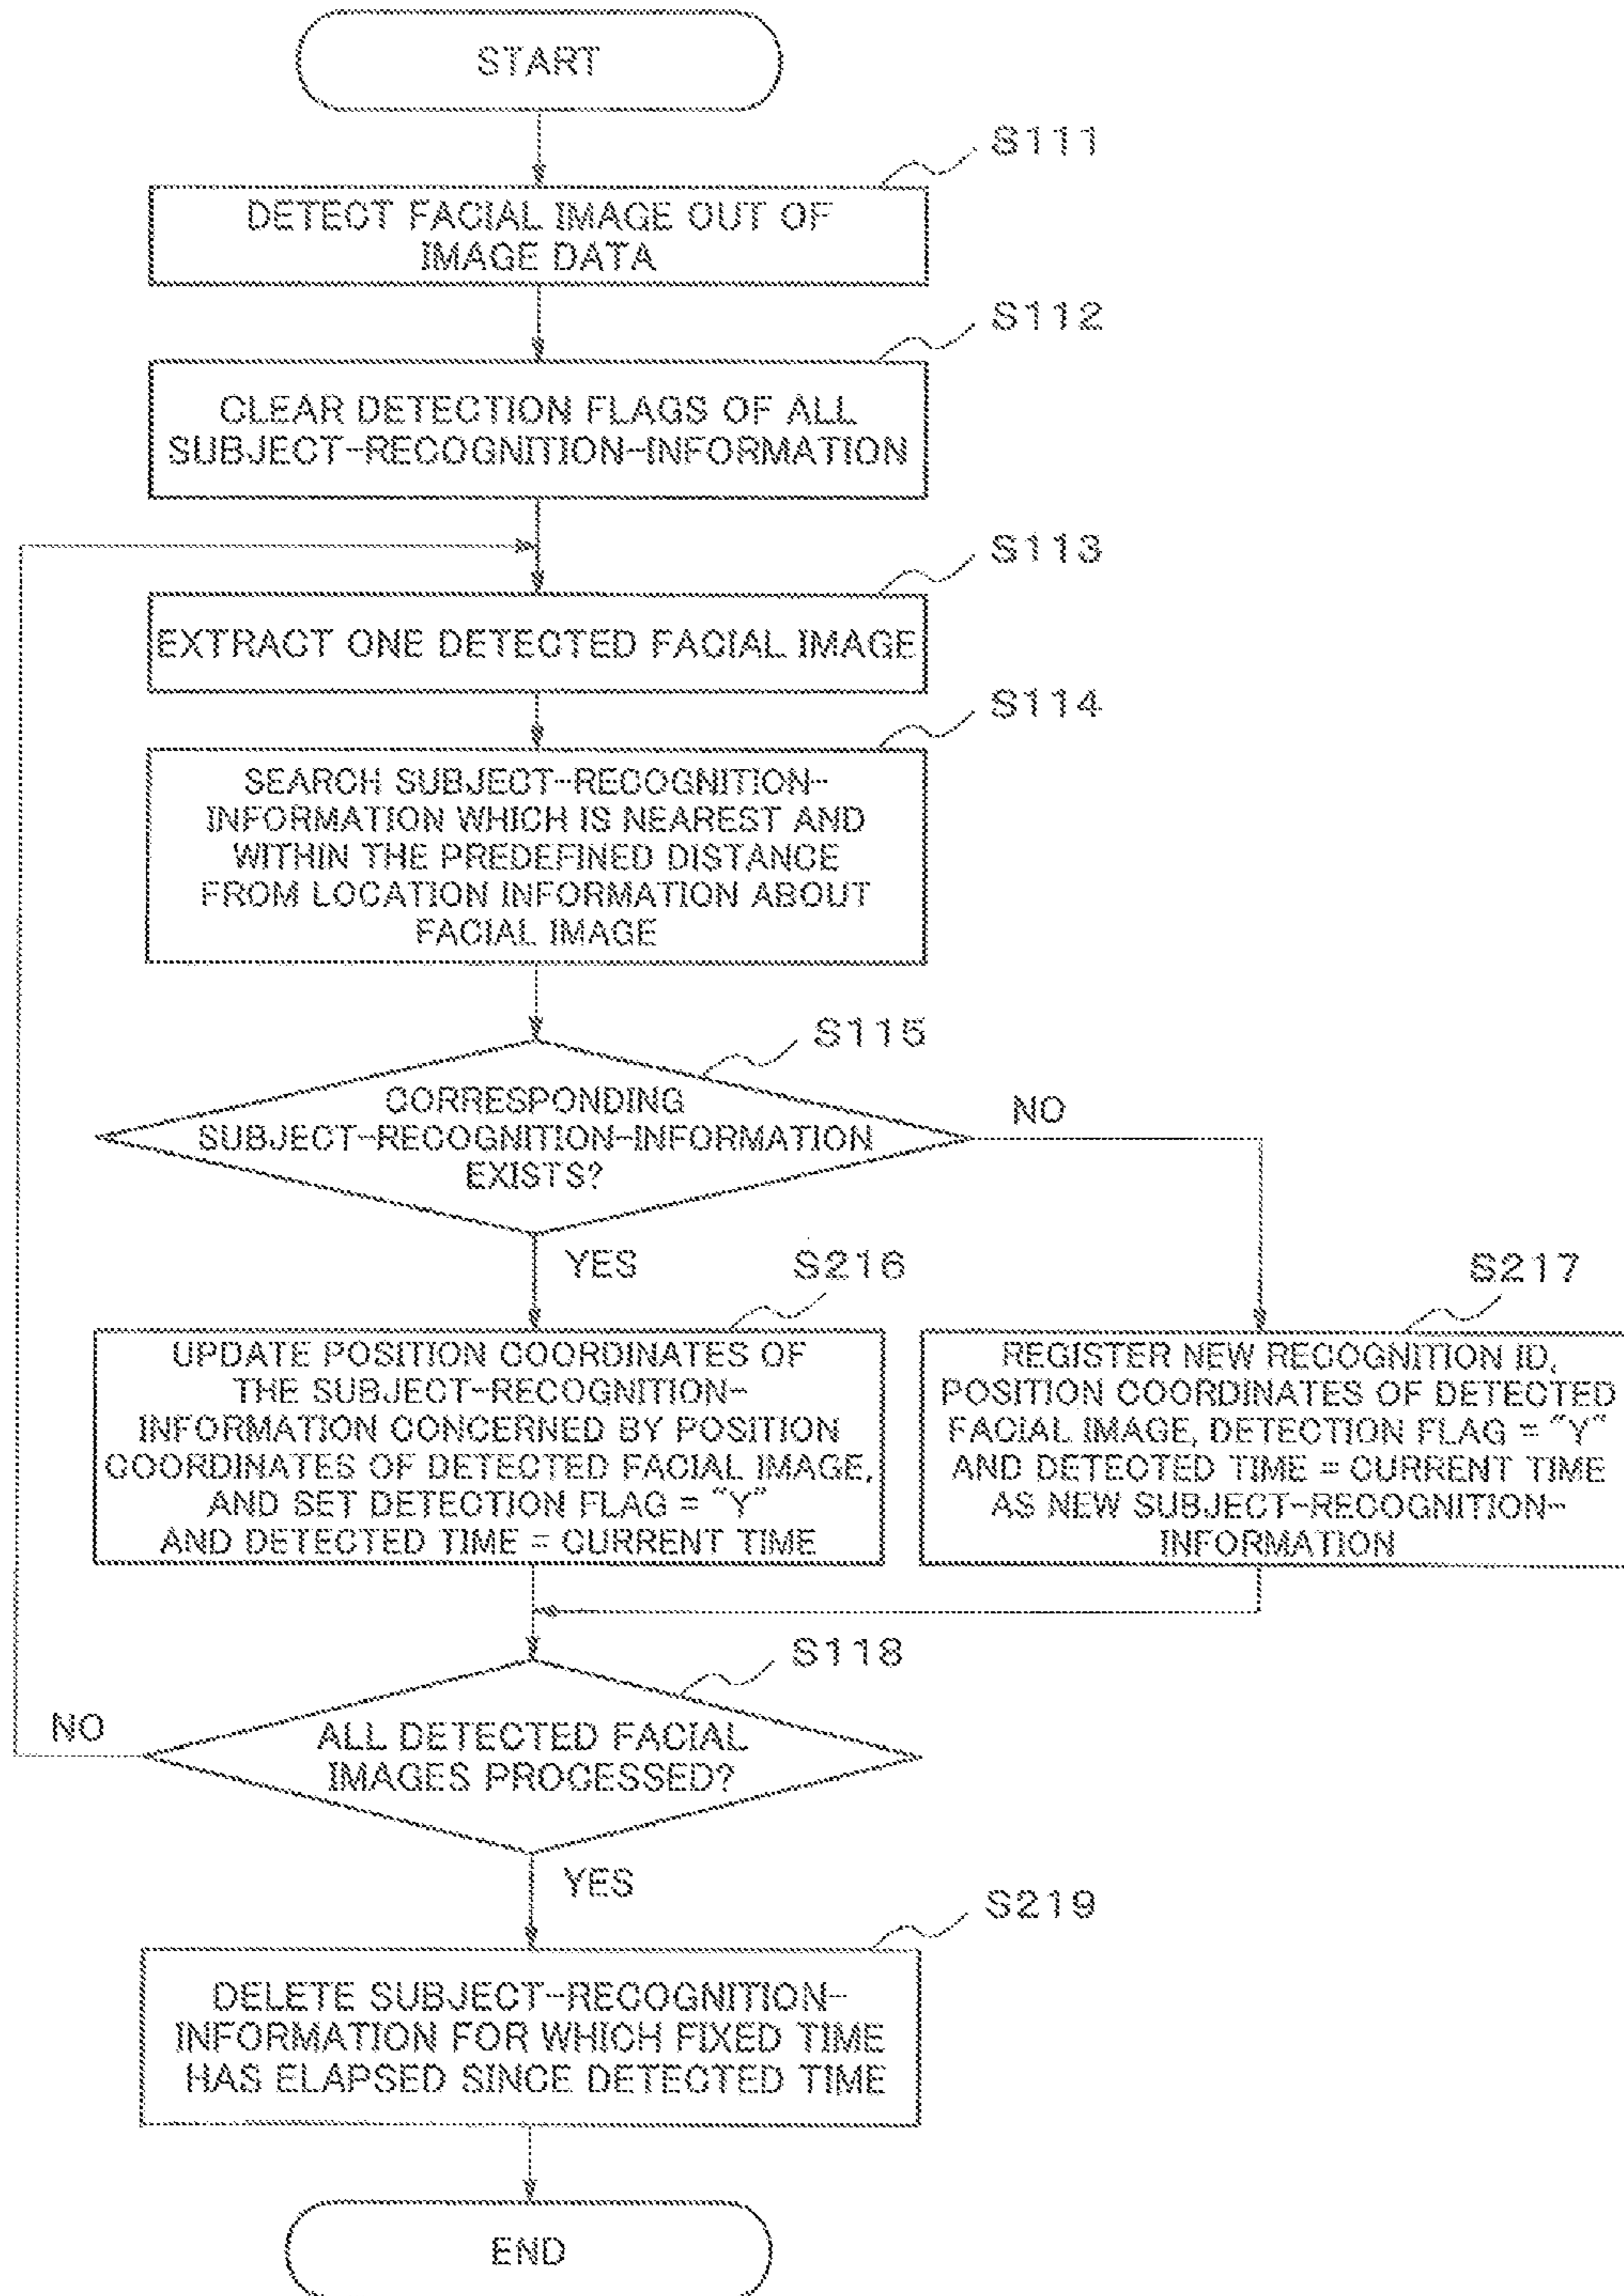 START
S111
DETECT FACIAL IMAGE OUT OF
IMAGE DATA
S112
CLEAR DETECTION FLAGS OF ALL
SUBJECT-RECOGNITION-INFORMATION
S113
EXTRACT ONE DETECTED FACIAL IMAGE
S114
SEARCH SUBJECT-RECOGNITION-
INFORMATION WHICH IS NEAREST AND
WITHIN THE PREDEFINED DISTANCE
FROM LOCATION INFORMATION ABOUT
FACIAL IMAGE
S115
CORRESPONDING
SUBJECT-RECOGNITION-INFORMATION
EXISTS?
NO
YES
S216
UPDATE POSITION COORDINATES OF
THE SUBJECT-RECOGNITION-
INFORMATION CONCERNED BY POSITION
COORDINATES OF DETECTED FACIAL IMAGE,
AND SET DETECTION FLAG = "Y"
AND DETECTED TIME = CURRENT TIME
S217
REGISTER NEW RECOGNITION ID,
POSITION COORDINATES OF DETECTED
FACIAL IMAGE, DETECTION FLAG = "Y"
AND DETECTED TIME = CURRENT TIME
AS NEW SUBJECT-RECOGNITION-
INFORMATION
S118
ALL DETECTED FACIAL
IMAGES PROCESSED?
NO
YES
S219
DELETE SUBJECT-RECOGNITION-
INFORMATION FOR WHICH FIXED TIME
HAS ELAPSED SINCE DETECTED TIME
END